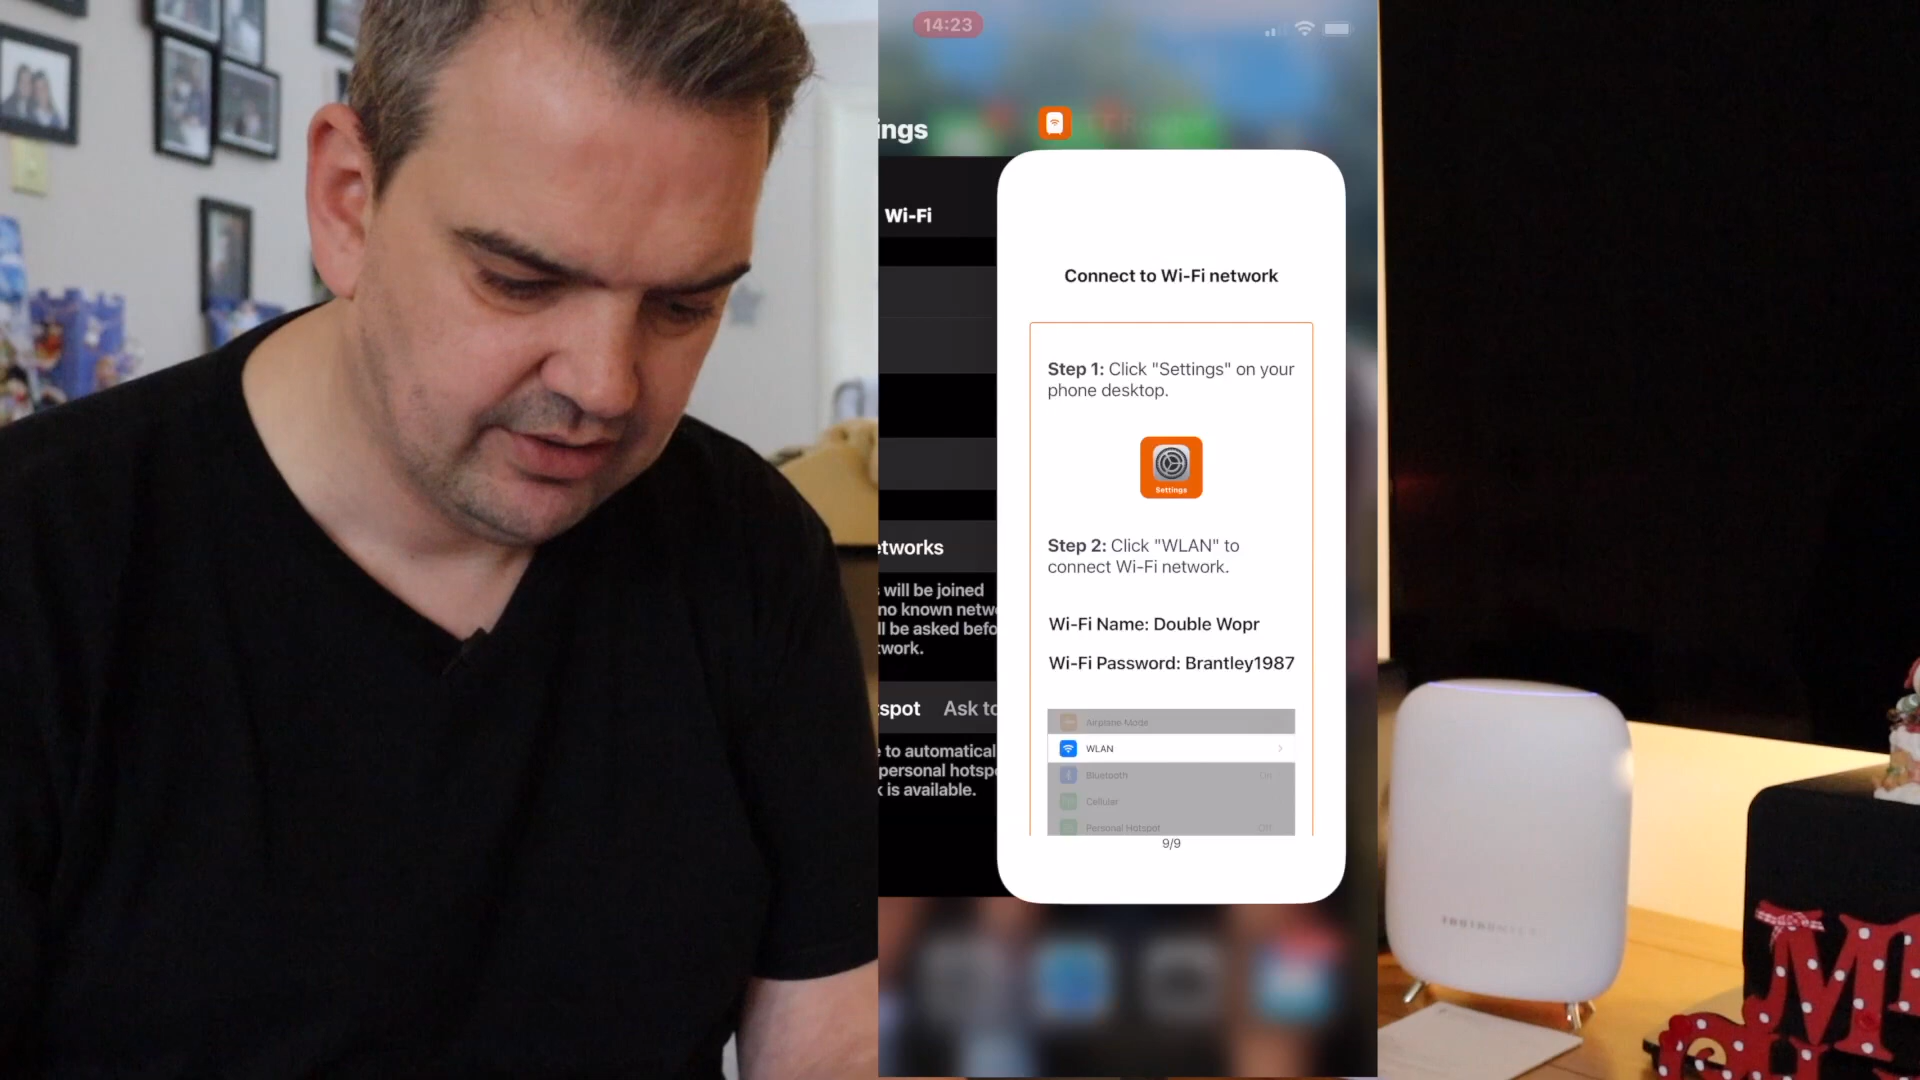 14:23
ings
Wi-Fi
etworks
will be joined
no known netw
ll be asked befo
work.
spot Ask to
e to automatical
personal hotsp
k is available.
Connect to Wi-Fi network
Step 1: Click "Settings" on your
phone desktop.
Settings
Step 2: Click "WLAN" to
connect Wi-Fi network.
Wi-Fi Name: Double Wopr
Wi-Fi Password: Brantley1987
Airplane Mode
WLAN
Bluetooth On
Cellular
Personal Hotspot Off
9/9
TAOTRONICS
M
e